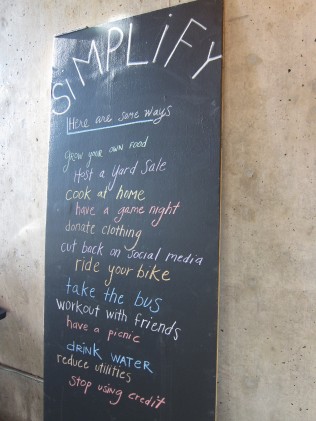 SiMPLiFY
Here are some ways
grow your own food
Host a Yard Sale
cook at home
have a game night
donate clothing
cut back on social media
ride your bike
take the bus
workout with friends
have a picnic
dRiNK WATER
reduce utilities
Stop using credit